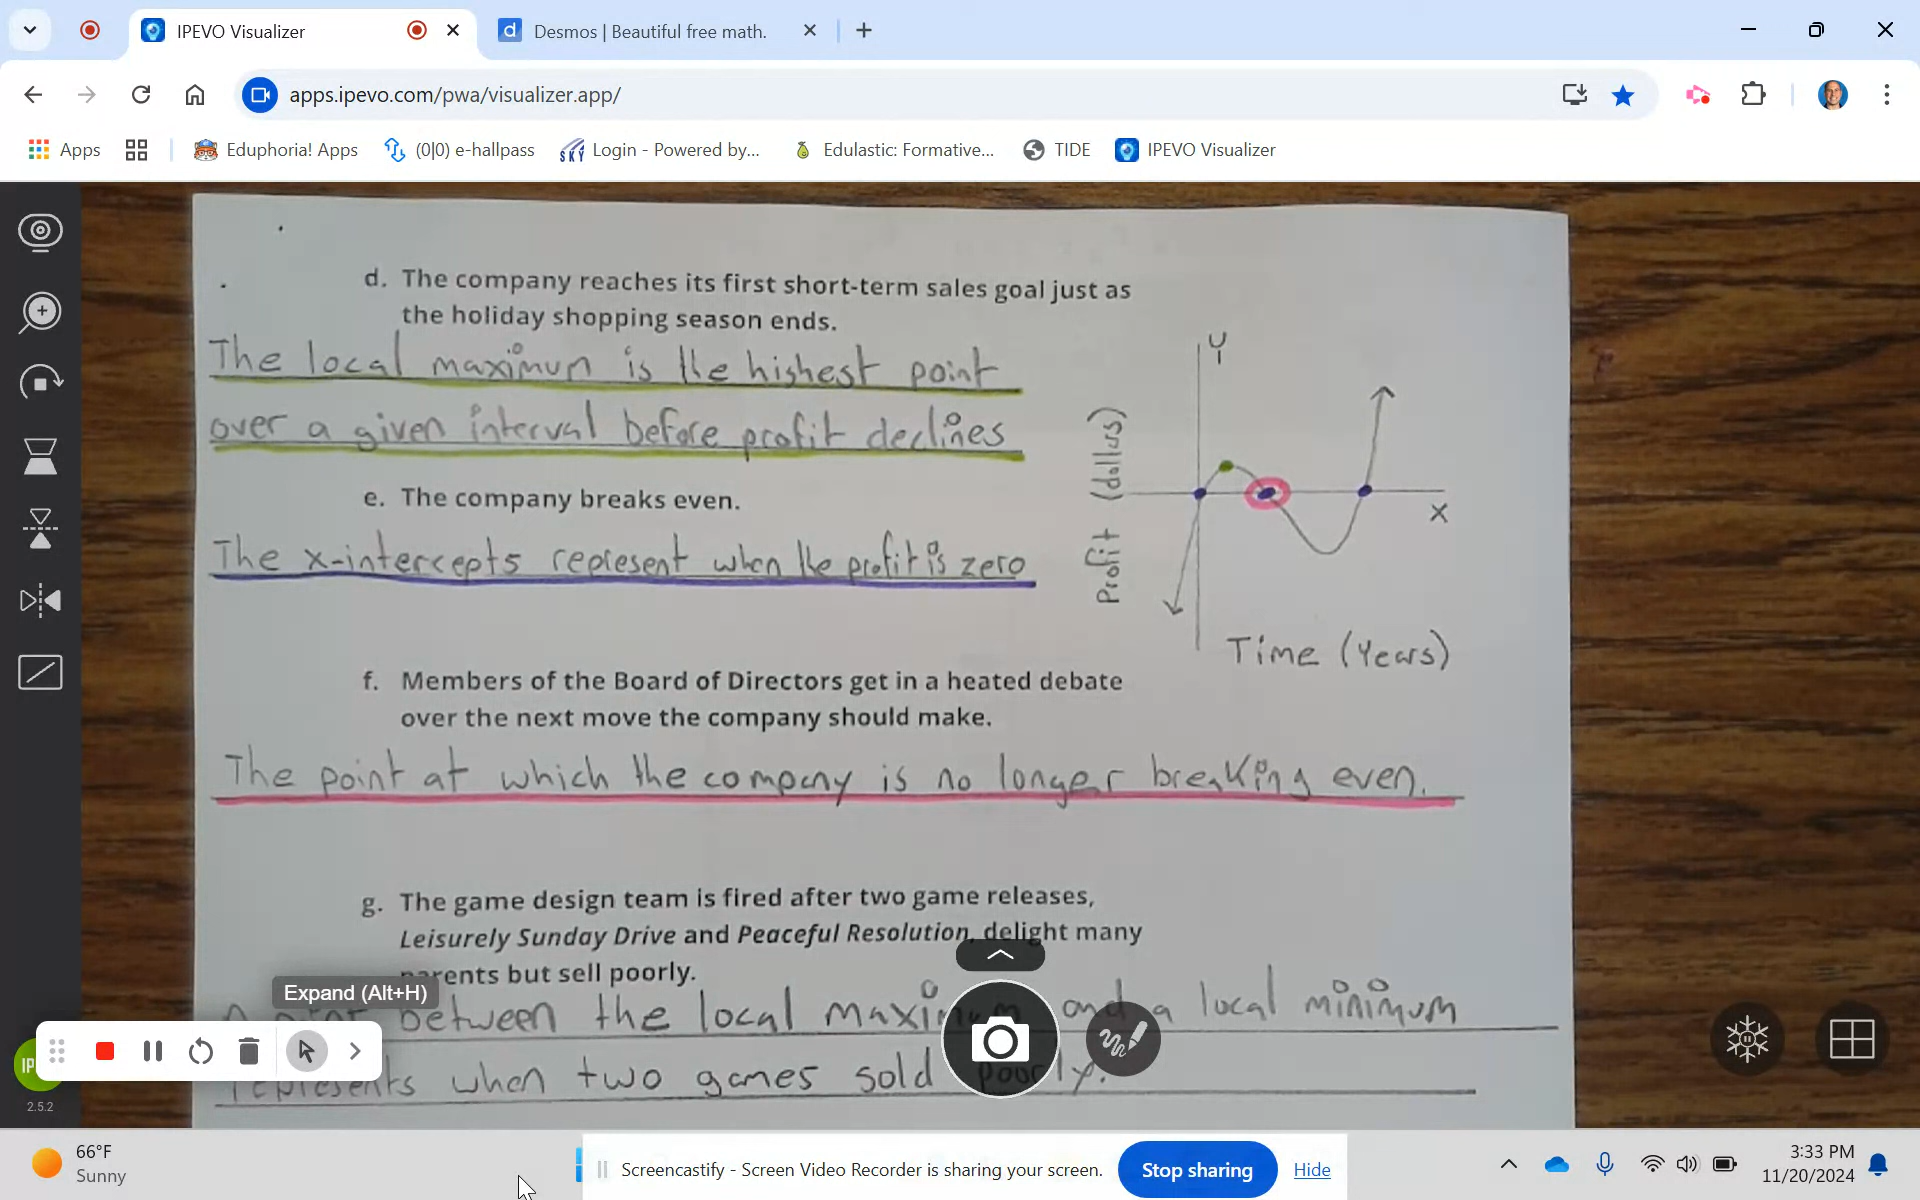 IPEVO Visualizer
Desmos | Beautiful free math.
apps.ipevo.com/pwa/visualizer.app/
Apps
Eduphoria! Apps
(0|0) e-hallpass
SKY Login - Powered by...
Edulastic: Formative...
TIDE
IPEVO Visualizer
d. The company reaches its first short-term sales goal just as
the holiday shopping season ends.
The local maximum is the highest point
over a given interval before profit declines
e. The company breaks even.
The x-intercepts represent when the profit is zero
Y
Profit (dollars)
X
Time (Years)
f. Members of the Board of Directors get in a heated debate
over the next move the company should make.
The point at which the company is no longer breaking even.
g. The game design team is fired after two game releases,
Leisurely Sunday Drive and Peaceful Resolution, delight many
parents but sell poorly.
between the local maximum and a local minimum
represents when two games sold poorly.
Expand (Alt+H)
IP
2.5.2
66°F
Sunny
Screencastify - Screen Video Recorder is sharing your screen.
Stop sharing
Hide
3:33 PM
11/20/2024